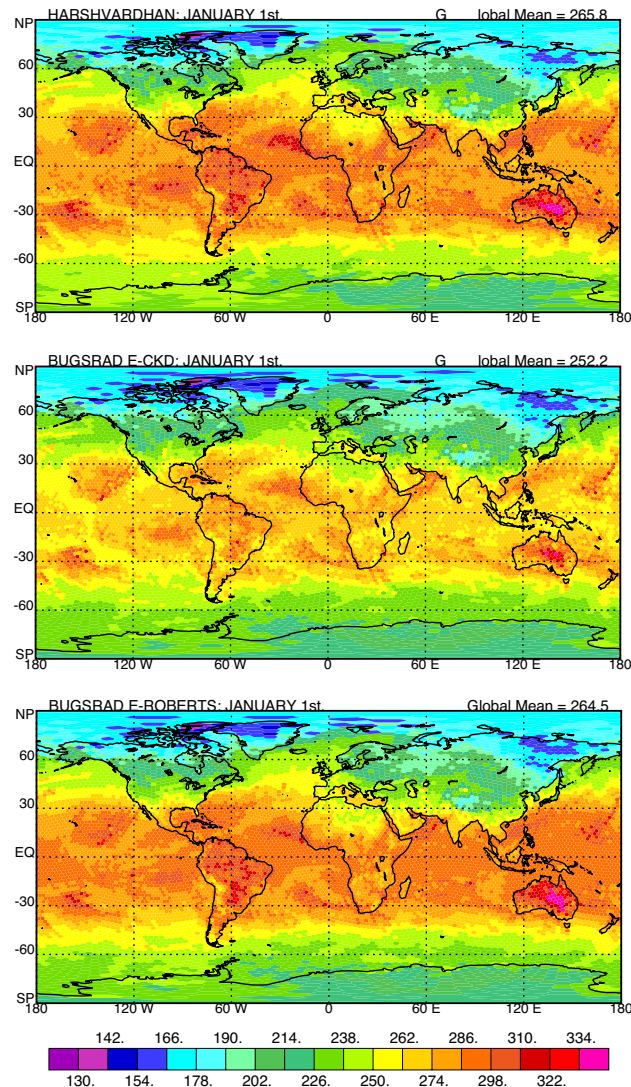 HARSHVARDHAN: JANUARY 1st. G lobal Mean = 265.8
NP
60
30
EQ
-30
-60
SP
180 120 W 60 W 0 60 E 120 E 180
BUGSRAD E-CKD: JANUARY 1st. G lobal Mean = 252.2
NP
60
30
EQ
-30
-60
SP
180 120 W 60 W 0 60 E 120 E 180
BUGSRAD E-ROBERTS: JANUARY 1st. Global Mean = 264.5
NP
60
30
EQ
-30
-60
SP
180 120 W 60 W 0 60 E 120 E 180
142. 166. 190. 214. 238. 262. 286. 310. 334.
130. 154. 178. 202. 226. 250. 274. 298. 322.